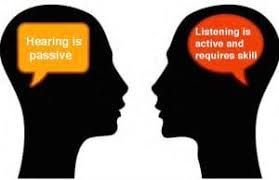 Hearing is
passive
Listening is
active and
requires skill